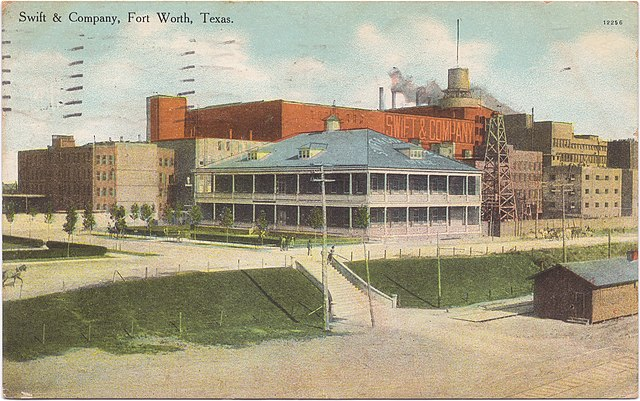 Swift & Company, Fort Worth, Texas.
12256
SWIFT & COMPANY